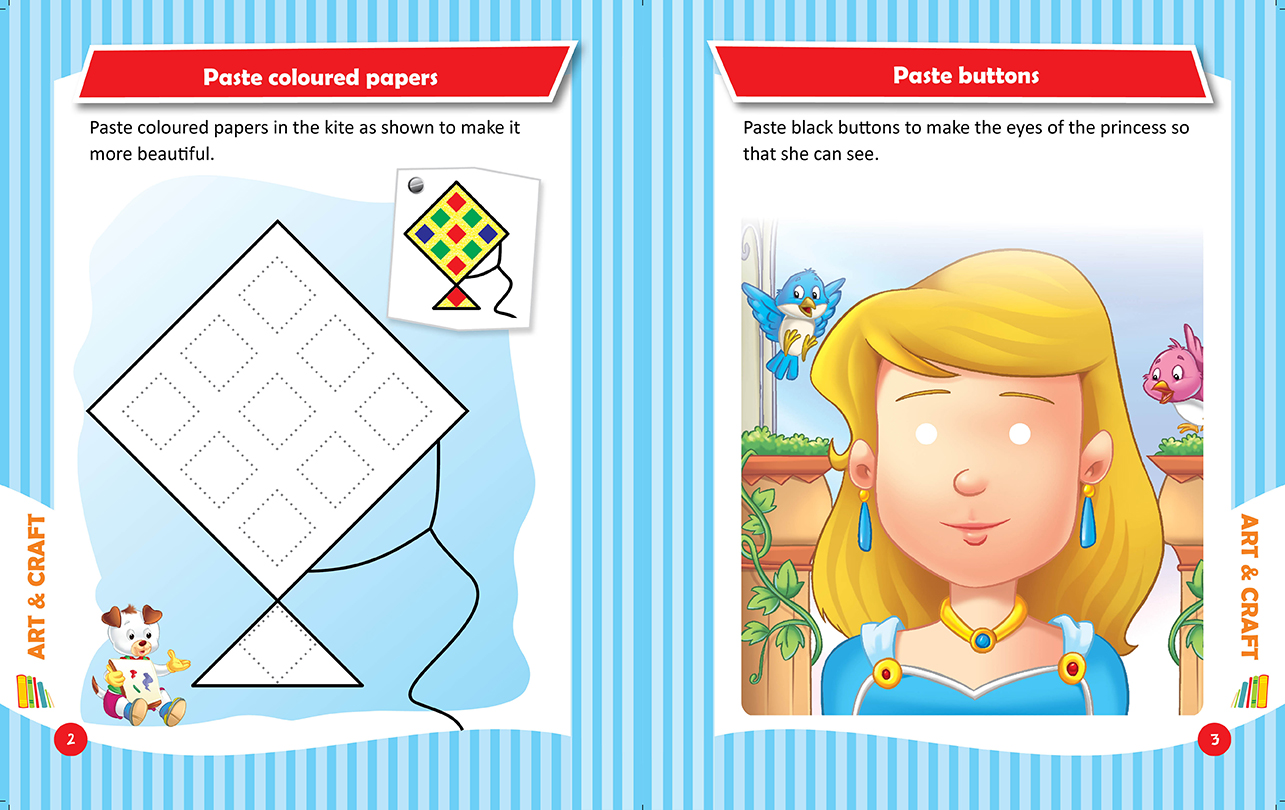 Paste coloured papers
Paste coloured papers in the kite as shown to make it
more beautiful.
ART & CRAFT
2
Paste buttons
Paste black buttons to make the eyes of the princess so
that she can see.
ART & CRAFT
3